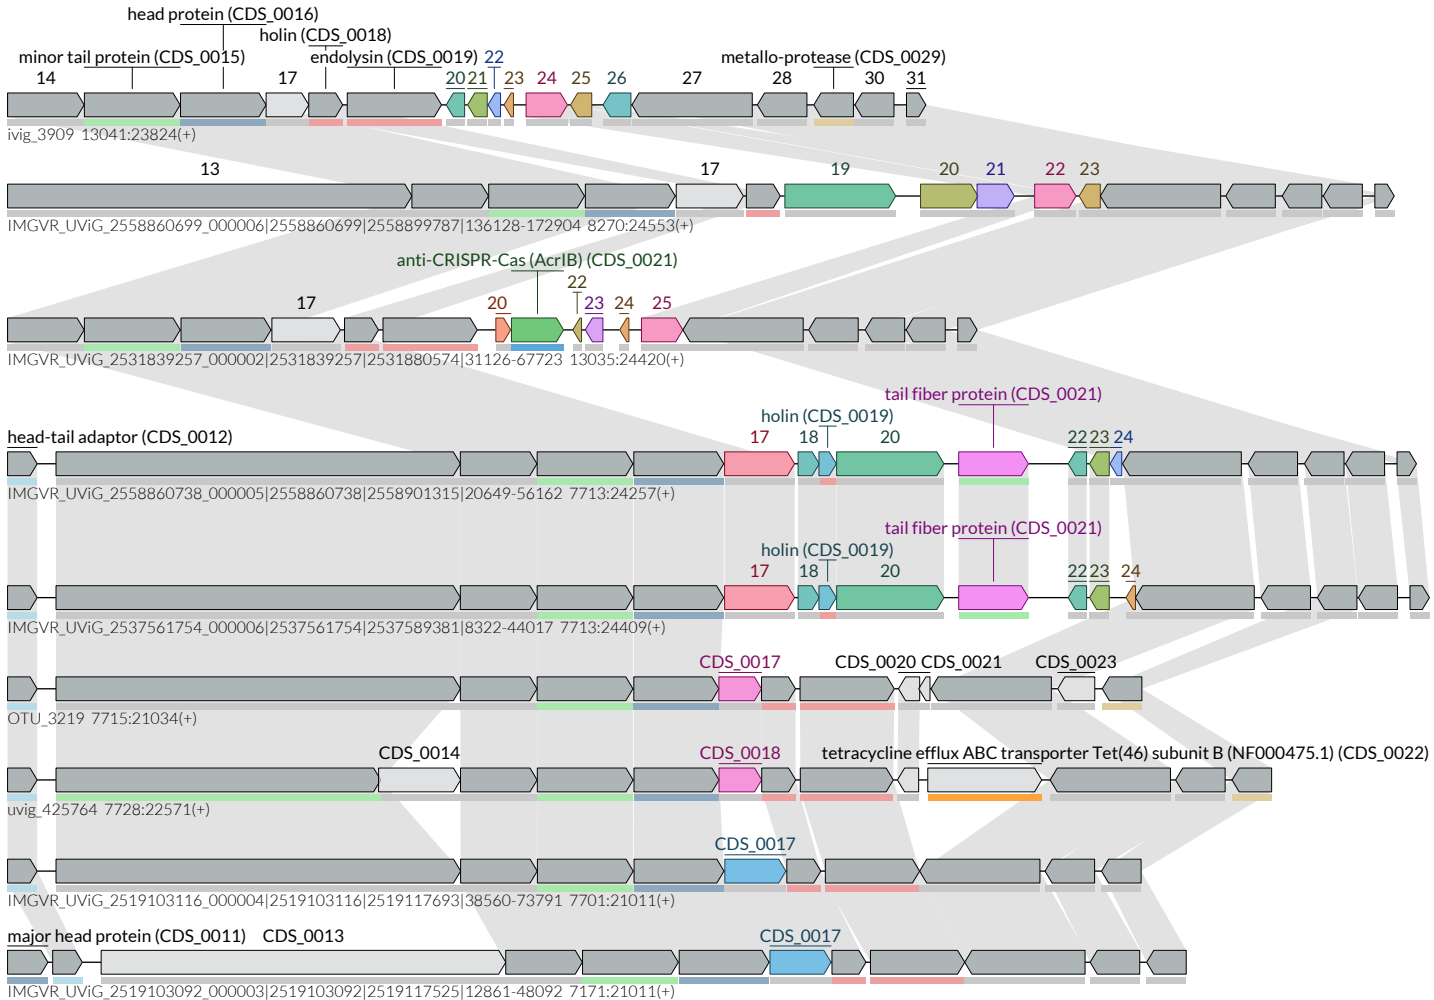 head protein (CDS_0016)
holin (CDS_0018)
minor tail protein (CDS_0015) endolysin (CDS_0019) 22 metallo-protease (CDS_0029)
14 17 20 21 23 24 25 26 27 28 30 31
ivig_3909 13041:23824(+)
13 17 19 20 21 22 23
IMGVR_UViG_2558860699_000006|2558860699|2558899787|136128-172904 8270:24553(+)
anti-CRISPR-Cas (AcrIB) (CDS_0021)
22
17 20 23 24 25
IMGVR_UViG_2531839257_000002|2531839257|2531880574|31126-67723 13035:24420(+)
tail fiber protein (CDS_0021)
holin (CDS_0019)
head-tail adaptor (CDS_0012) 17 18 20 22 23 24
IMGVR_UViG_2558860738_000005|2558860738|2558901315|20649-56162 7713:24257(+)
tail fiber protein (CDS_0021)
holin (CDS_0019)
17 18 20 22 23 24
IMGVR_UViG_2537561754_000006|2537561754|2537589381|8322-44017 7713:24409(+)
CDS_0017 CDS_0020 CDS_0021 CDS_0023
OTU_3219 7715:21034(+)
CDS_0014 CDS_0018 tetracycline efflux ABC transporter Tet(46) subunit B (NF000475.1) (CDS_0022)
uvig_425764 7728:22571(+)
CDS_0017
IMGVR_UViG_2519103116_000004|2519103116|2519117693|38560-73791 7701:21011(+)
major head protein (CDS_0011) CDS_0013 CDS_0017
IMGVR_UViG_2519103092_000003|2519103092|2519117525|12861-48092 7171:21011(+)